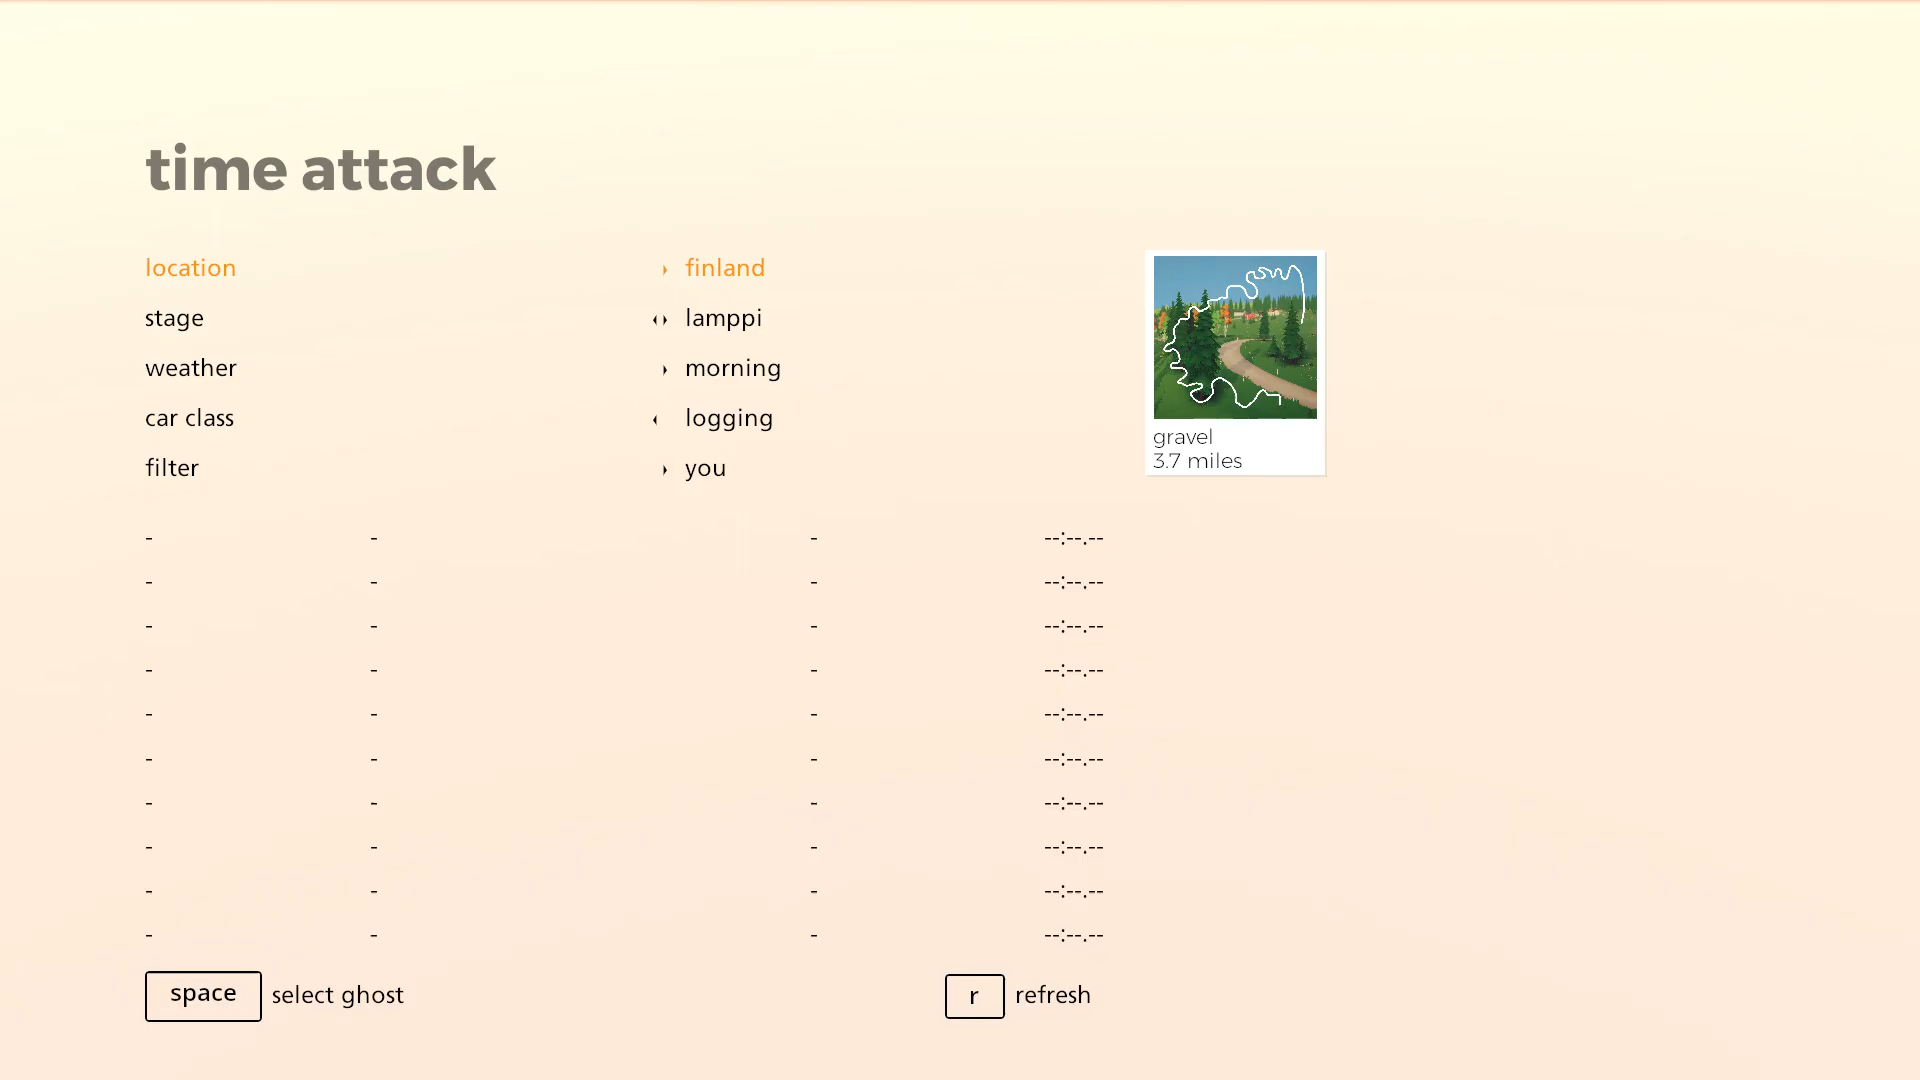 time attack
location finland
stage lamppi
weather morning
car class logging
filter you
gravel
3.7 miles
- - - --:--.--
- - - --:--.--
- - - --:--.--
- - - --:--.--
- - - --:--.--
- - - --:--.--
- - - --:--.--
- - - --:--.--
- - - --:--.--
- - - --:--.--
space select ghost r refresh